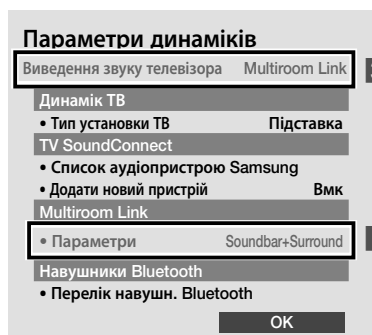 Параметри динаміків
Виведення звуку телевізора Multiroom Link
Динамік ТВ
• Тип установки ТВ Підставка
TV SoundConnect
• Список аудіопристрою Samsung
• Додати новий пристрій Вмк
Multiroom Link
• Параметри Soundbar+Surround
Навушники Bluetooth
• Перелік навушн. Bluetooth
OK